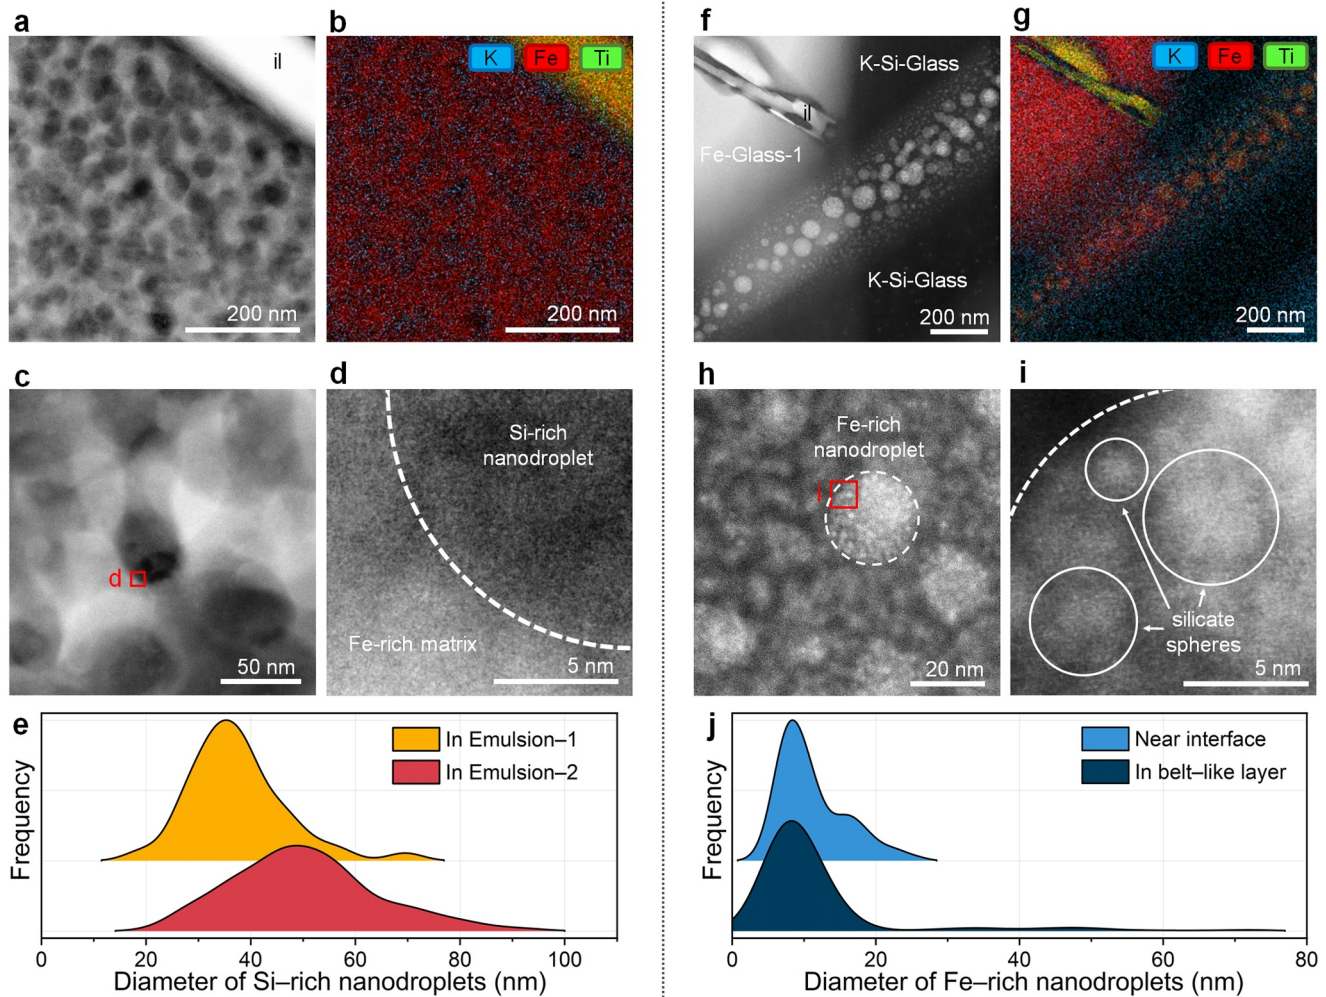 a
il
200 nm
b
K Fe Ti
200 nm
c
d
50 nm
d
Si-rich
nanodroplet
Fe-rich matrix
5 nm
e
In Emulsion–1
In Emulsion–2
Frequency
0 20 40 60 80 100
Diameter of Si–rich nanodroplets (nm)
f
K-Si-Glass
il
Fe-Glass-1
K-Si-Glass
200 nm
g
K Fe Ti
200 nm
h
Fe-rich
nanodroplet
i
20 nm
i
silicate
spheres
5 nm
j
Near interface
In belt–like layer
Frequency
0 20 40 60 80
Diameter of Fe–rich nanodroplets (nm)